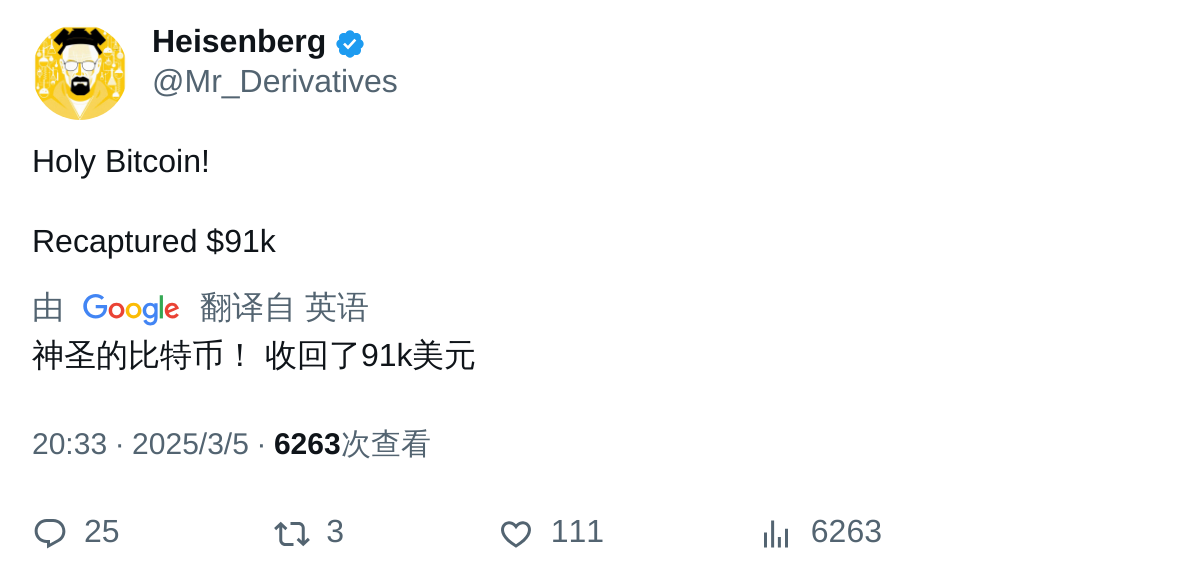 Heisenberg
@Mr_Derivatives
Holy Bitcoin!
Recaptured $91k
由 Google 翻译自 英语
神圣的比特币！ 收回了91k美元
20:33 · 2025/3/5 · 6263次查看
25 3 111 6263